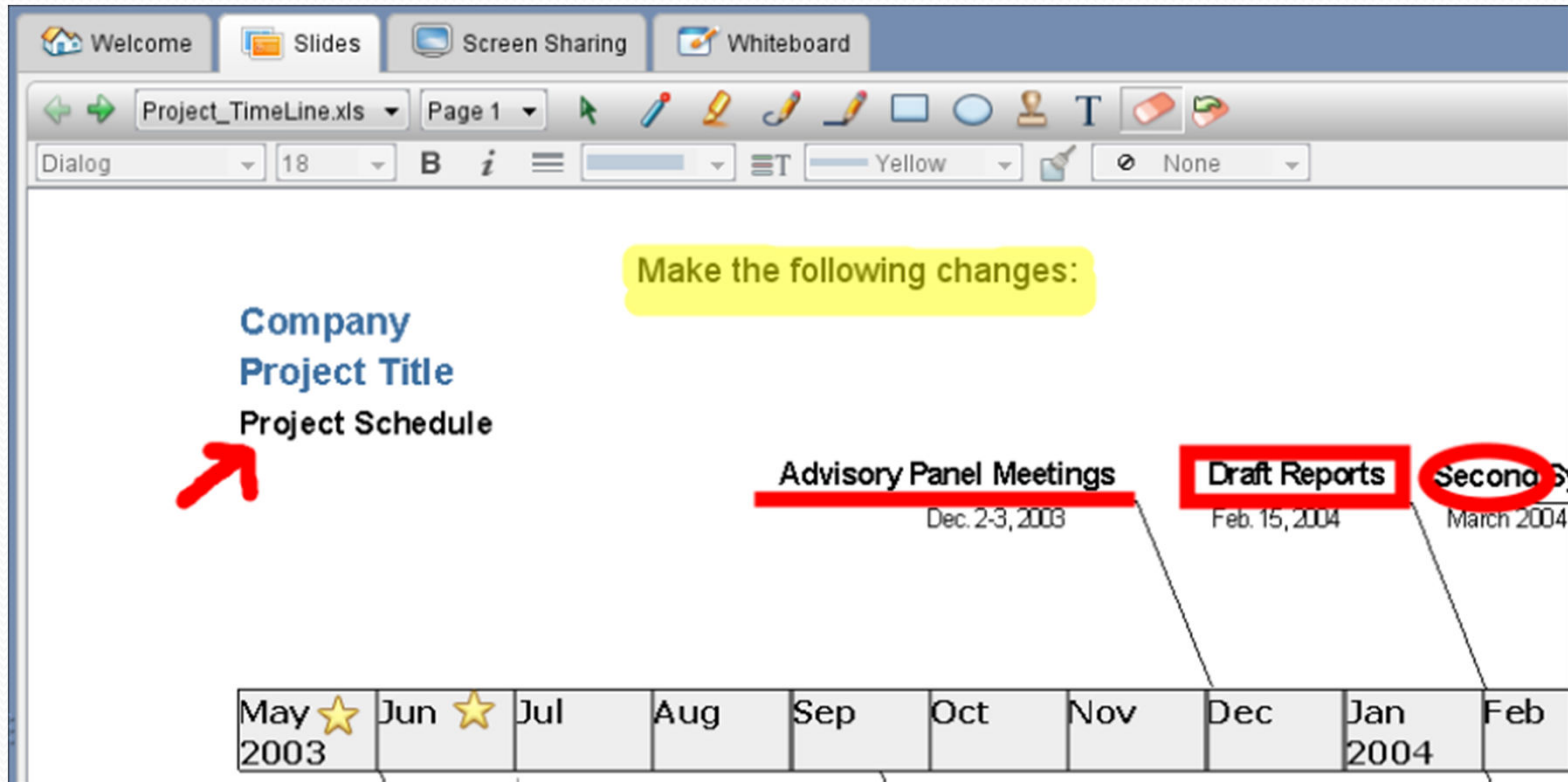 Welcome Slides Screen Sharing Whiteboard
Project_TimeLine.xls Page 1 T
Dialog 18 B i T Yellow None
Make the following changes:
Company
Project Title
Project Schedule
Advisory Panel Meetings Draft Reports Second
Dec. 2-3, 2003 Feb. 15, 2004 March 2004
May Jun Jul Aug Sep Oct Nov Dec Jan Feb
2003 2004